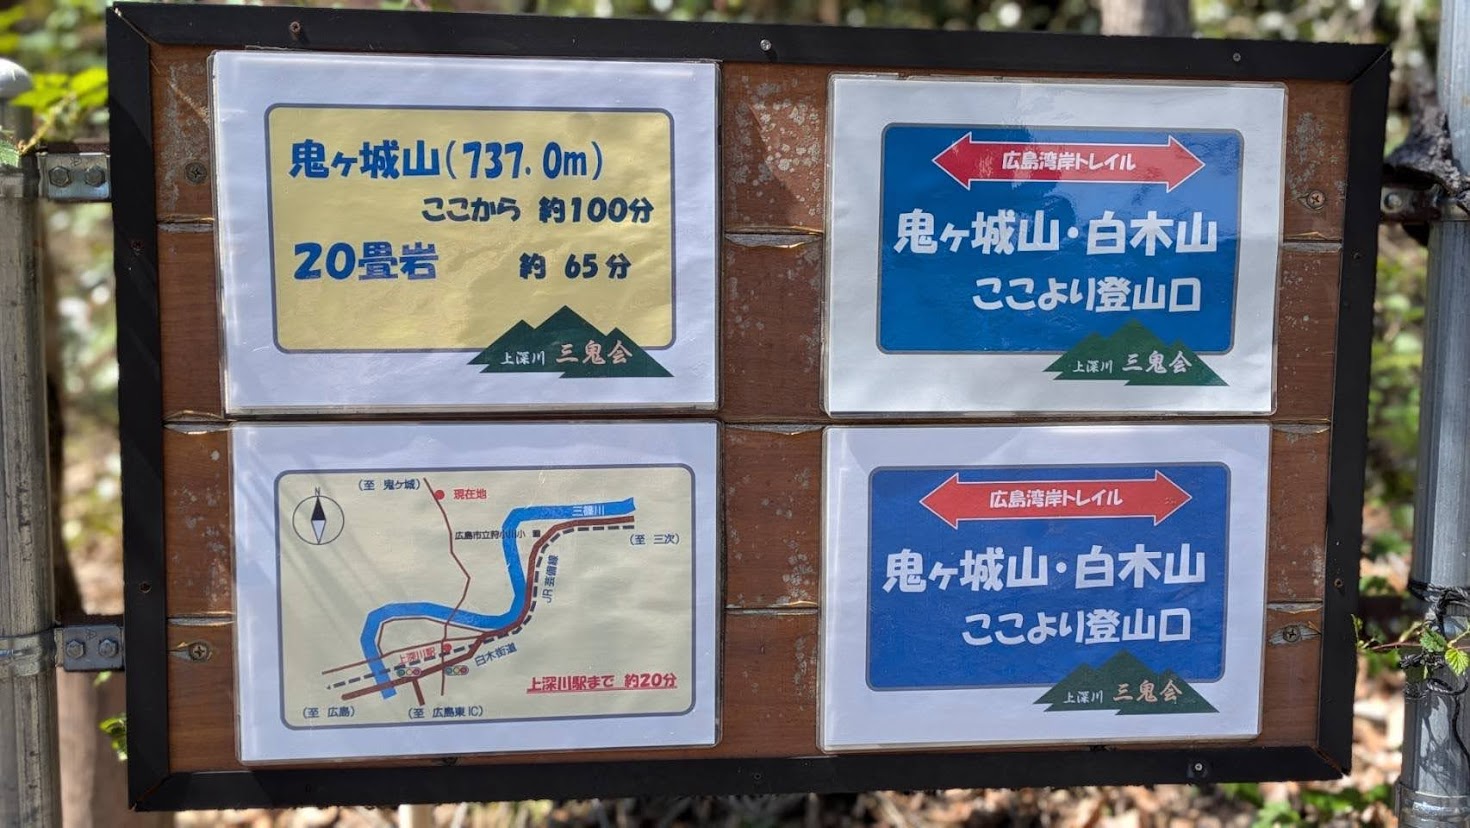 鬼ヶ城山(737.0m)
ここから 約100分
20畳岩 約 65分
上深川 三鬼会
広島湾岸トレイル
鬼ヶ城山・白木山
ここより登山口
上深川 三鬼会
N
(至 鬼ヶ城)
現在地
三篠川
広島市立狩小川小
(至 三次)
JR芸備線
上深川駅
白木街道
上深川駅まで 約20分
(至 広島)
(至 広島東IC)
広島湾岸トレイル
鬼ヶ城山・白木山
ここより登山口
上深川 三鬼会